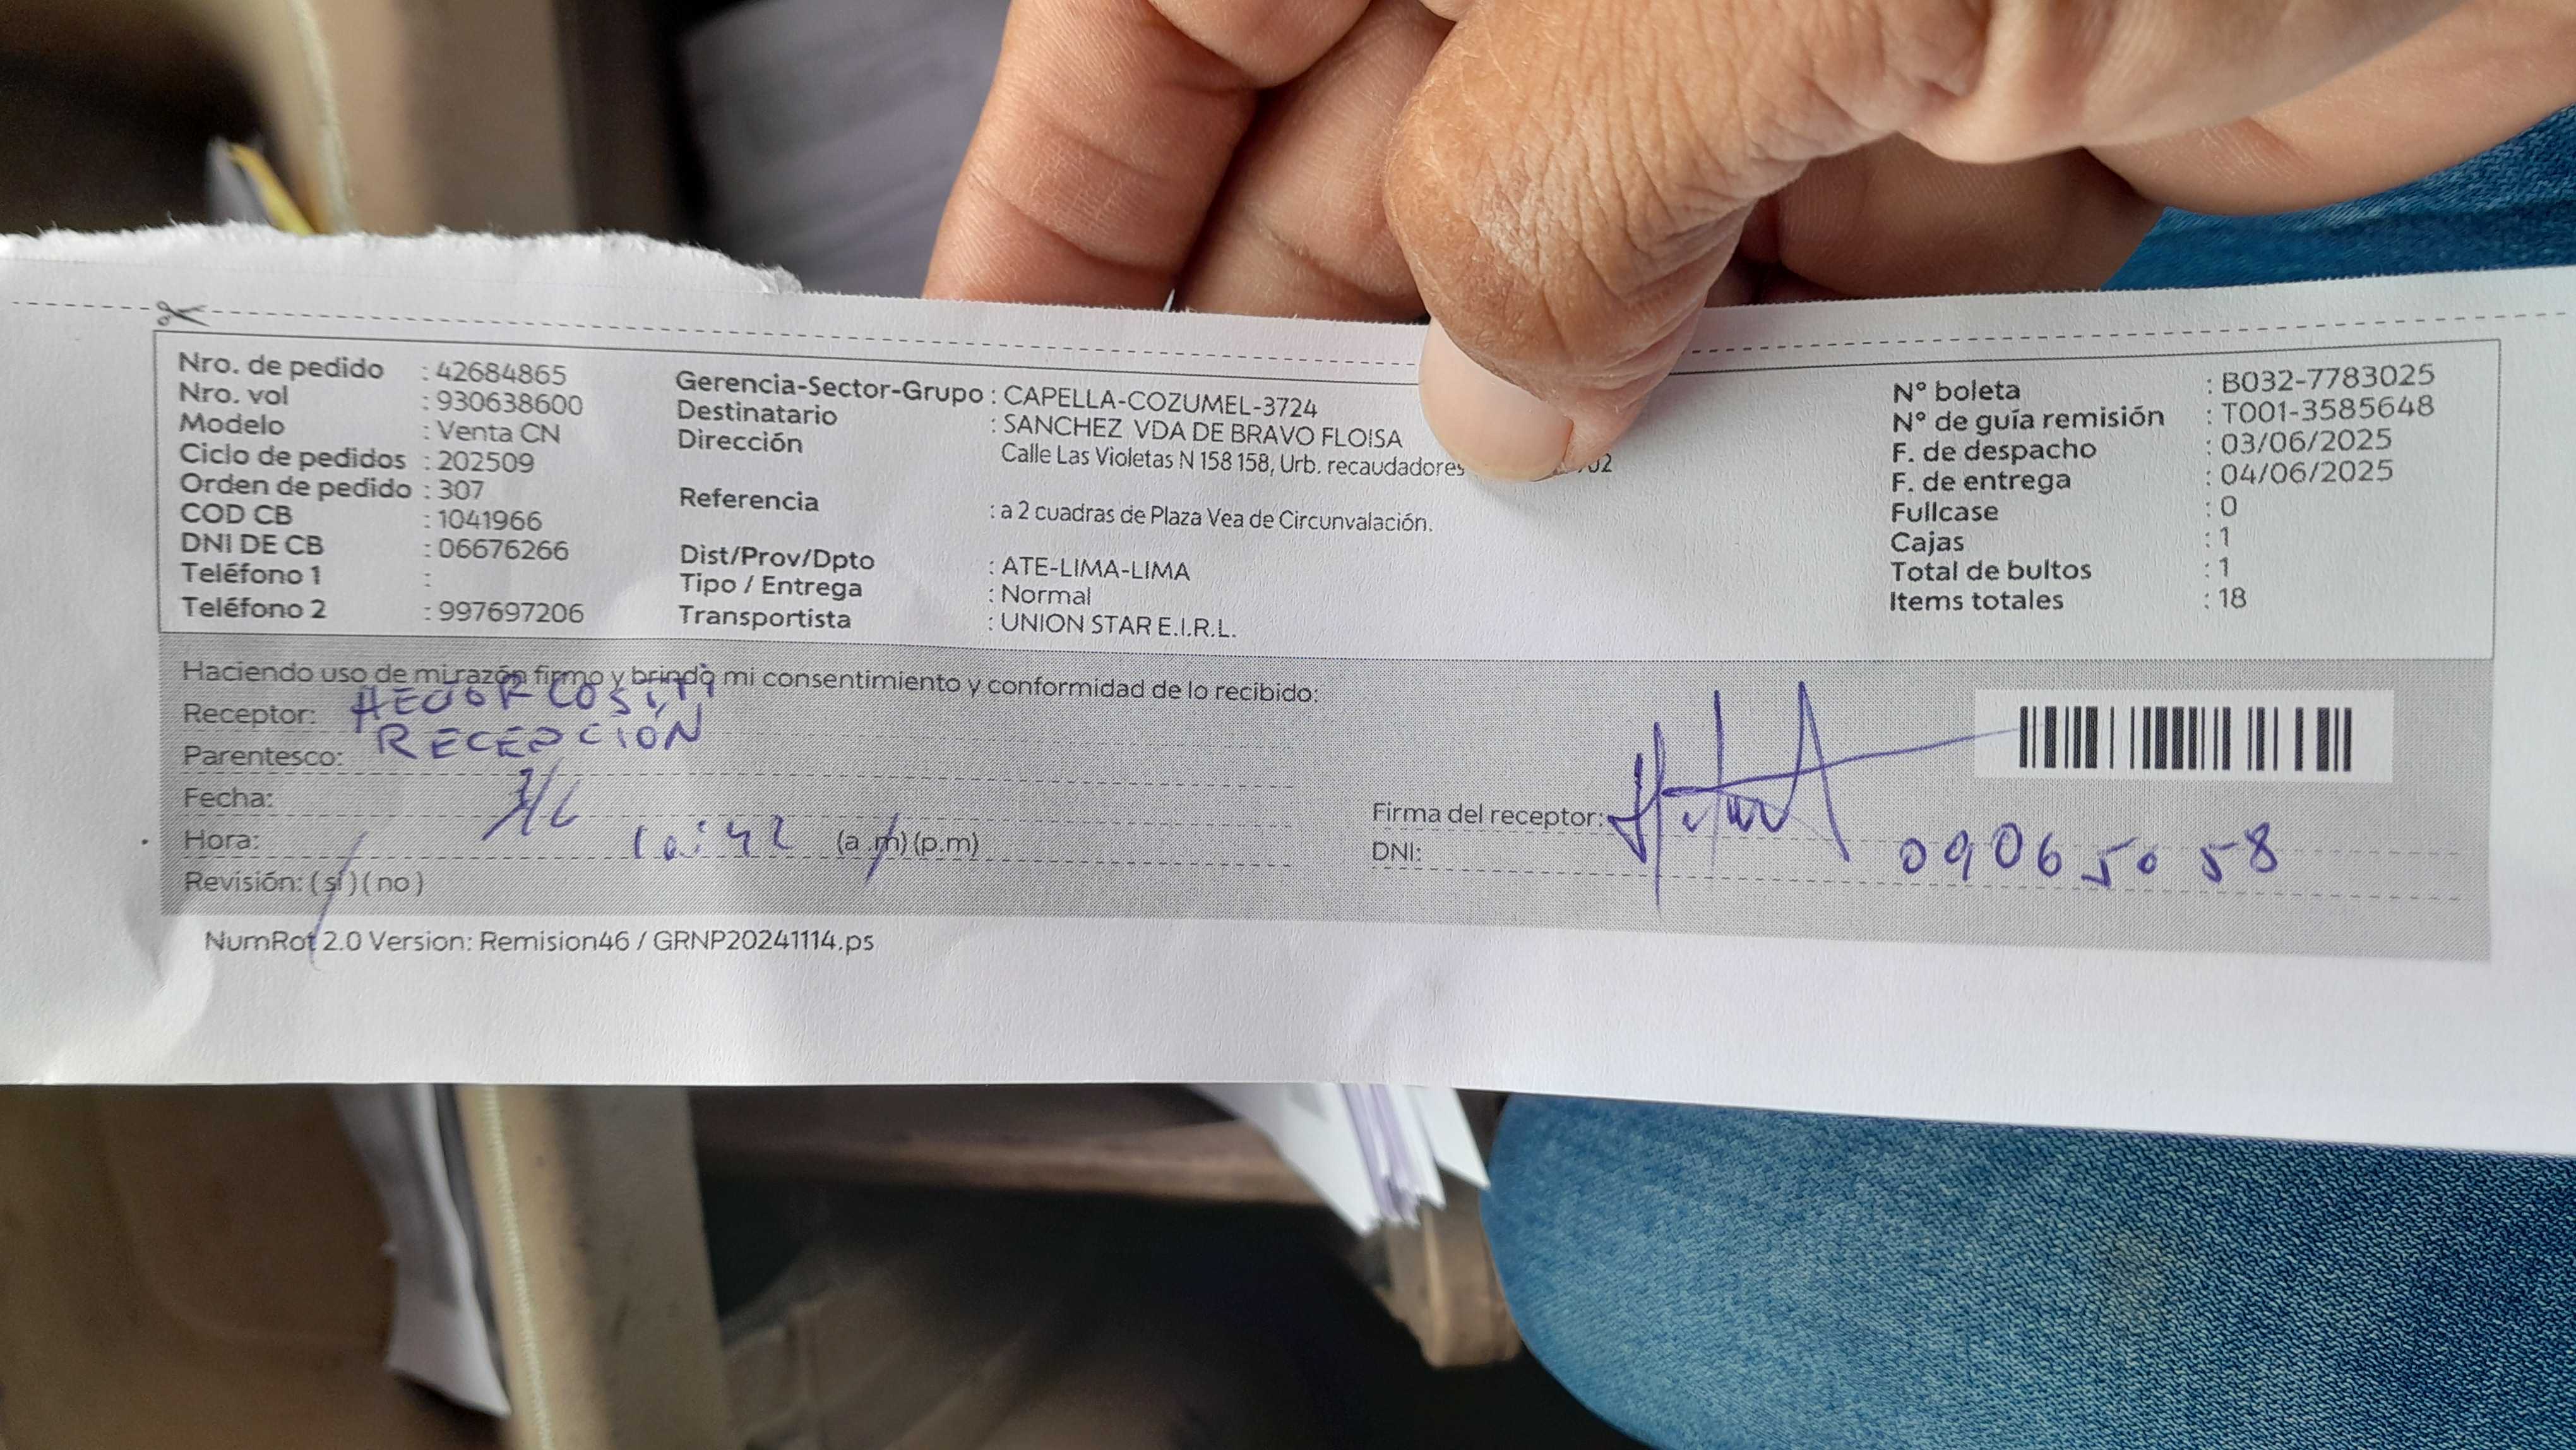 Nro. de pedido : 42684865
Nro. vol : 930638600
Modelo : Venta CN
Ciclo de pedidos : 202509
Orden de pedido : 307
COD CB : 1041966
DNI DE CB : 06676266
Teléfono 1 :
Teléfono 2 : 997697206
Gerencia-Sector-Grupo : CAPELLA-COZUMEL-3724
Destinatario : SANCHEZ VDA DE BRAVO FLOISA
Dirección Calle Las Violetas N 158 158, Urb. recaudadores
Referencia : a 2 cuadras de Plaza Vea de Circunvalación.
Dist/Prov/Dpto : ATE-LIMA-LIMA
Tipo / Entrega : Normal
Transportista : UNION STAR E.I.R.L.
N° boleta : B032-7783025
N° de guía remisión : T001-3585648
F. de despacho : 03/06/2025
F. de entrega : 04/06/2025
Fullcase : 0
Cajas : 1
Total de bultos : 1
Items totales : 18
Haciendo uso de mi razón firmo y brindo mi consentimiento y conformidad de lo recibido:
Receptor:
Parentesco: RECEPCIÓN
Fecha:
Hora: 10:42 (a.m) (p.m)
Revisión: (si) (no)
Firma del receptor:
DNI: 09065058
NumRot 2.0 Version: Remision46 / GRNP20241114.ps